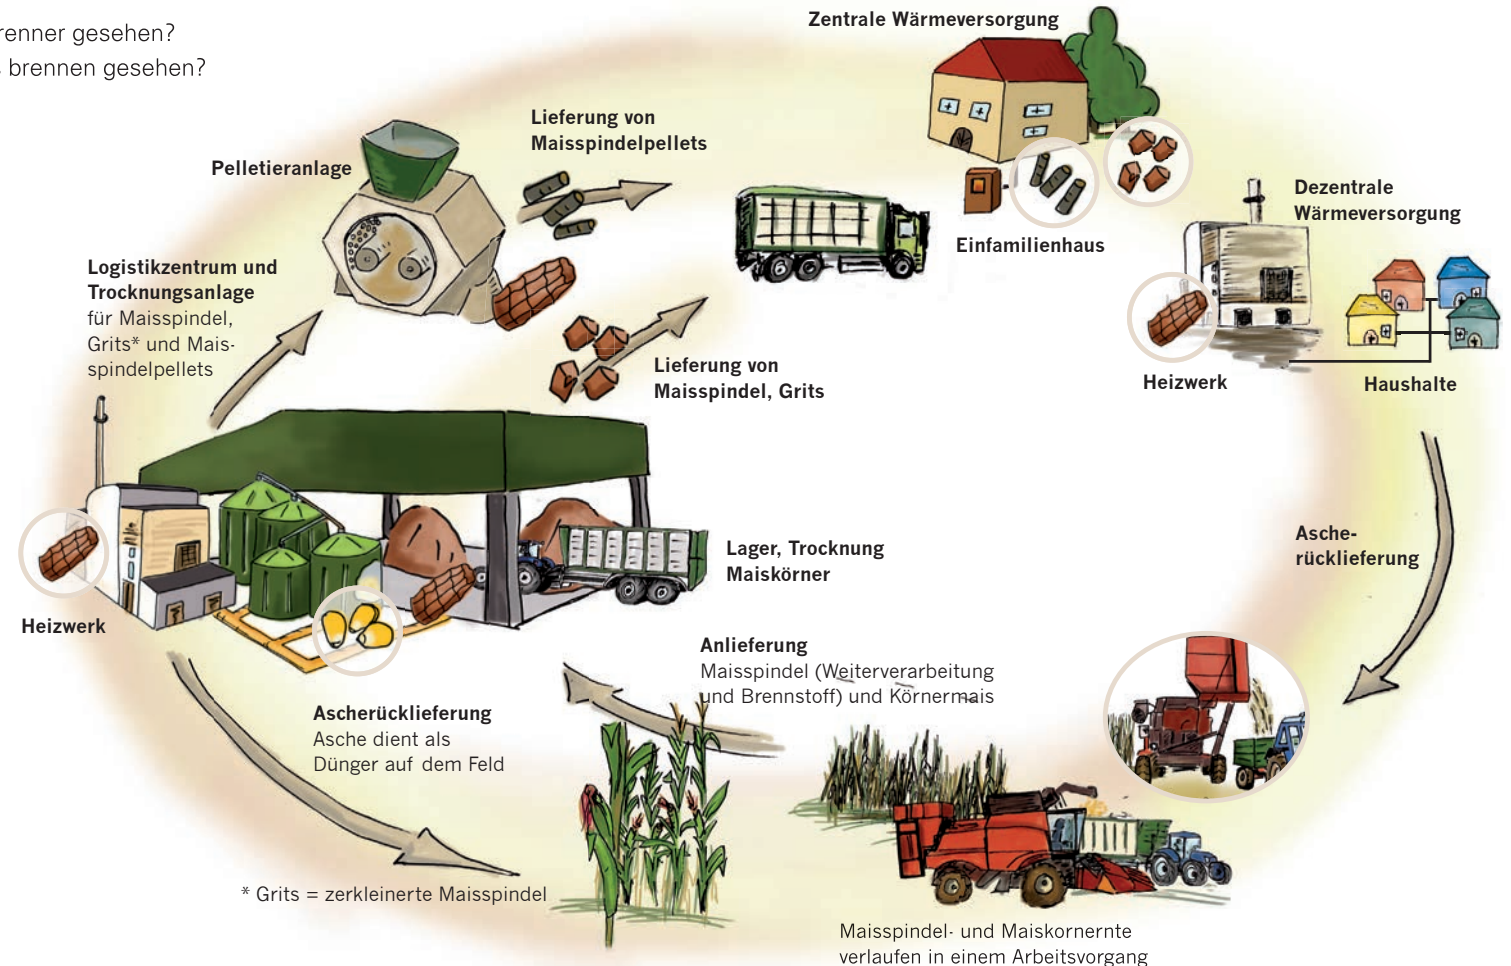 renner gesehen?
brennen gesehen?
Zentrale Wärmeversorgung
Lieferung von
Maisspindelpellets
Pelletieranlage
Dezentrale
Wärmeversorgung
Einfamilienhaus
Logistikzentrum und
Trocknungsanlage
für Maisspindel,
Grits* und Mais-
spindelpellets
Lieferung von
Maisspindel, Grits
Heizwerk
Haushalte
Asche-
rücklieferung
Lager, Trocknung
Maiskörner
Heizwerk
Anlieferung
Maisspindel (Weiterverarbeitung
und Brennstoff) und Körnermais
Ascherücklieferung
Asche dient als
Dünger auf dem Feld
* Grits = zerkleinerte Maisspindel
Maisspindel- und Maiskornernte
verlaufen in einem Arbeitsvorgang